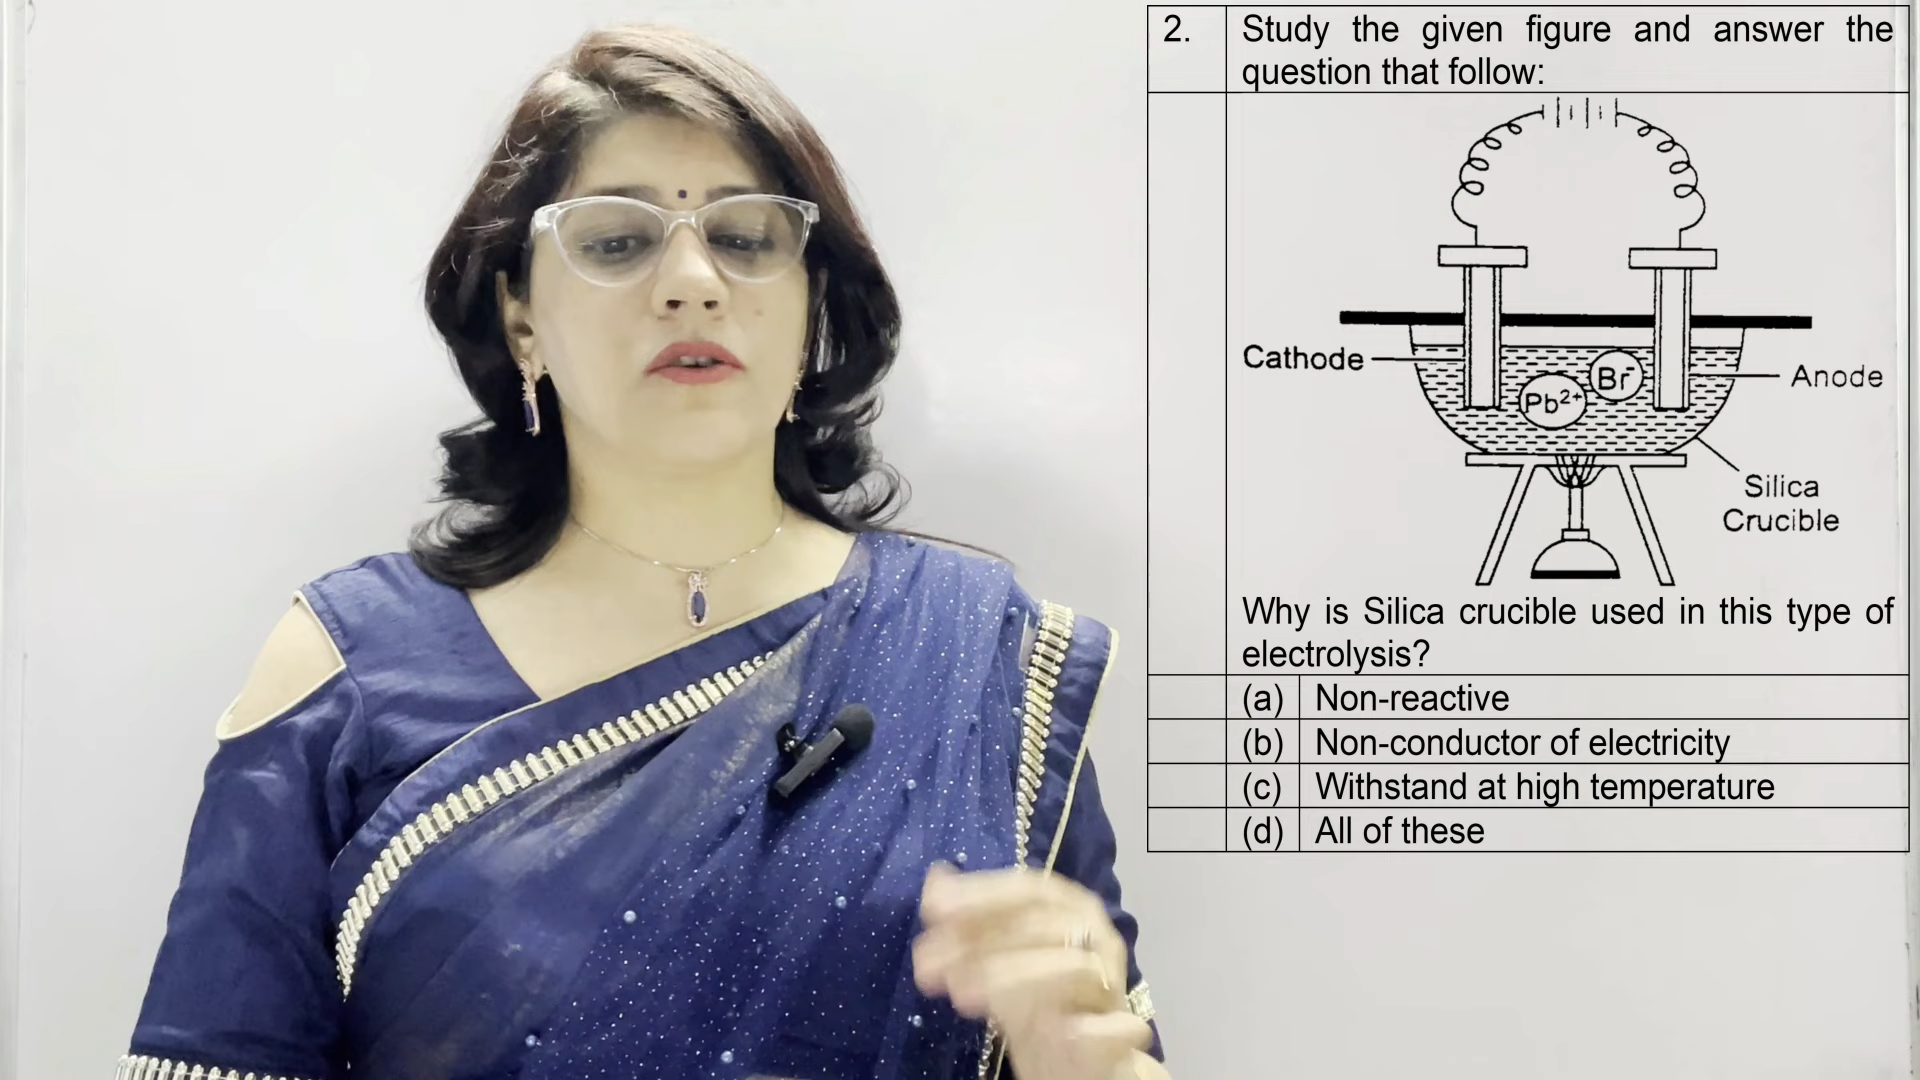 2. Study the given figure and answer the
question that follow:
Cathode
Br⁻
Pb²⁺
Anode
Silica
Crucible
Why is Silica crucible used in this type of
electrolysis?
(a) Non-reactive
(b) Non-conductor of electricity
(c) Withstand at high temperature
(d) All of these